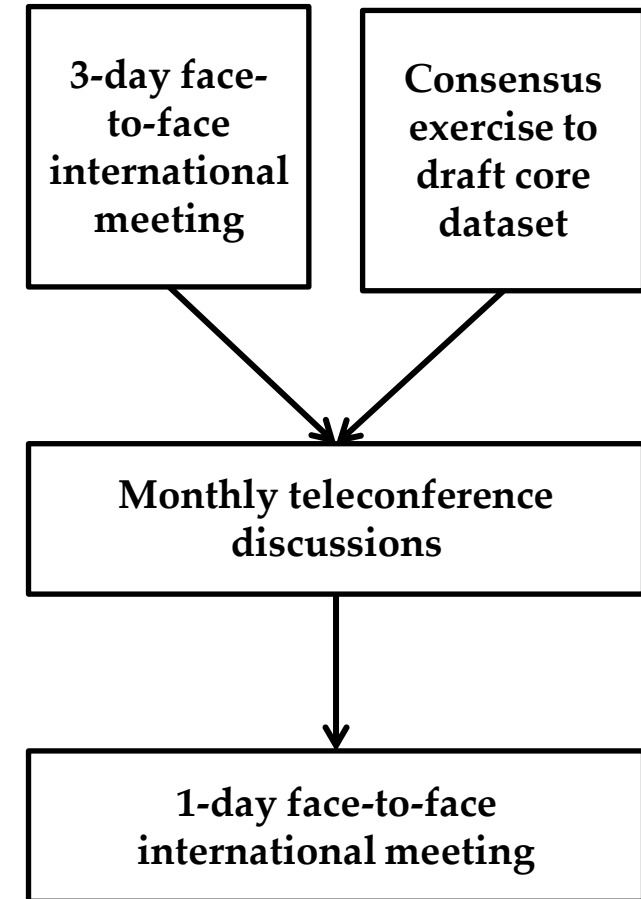 3-day face-
to-face
international
meeting
Consensus
exercise to
draft core
dataset
Monthly teleconference
discussions
1-day face-to-face
international meeting